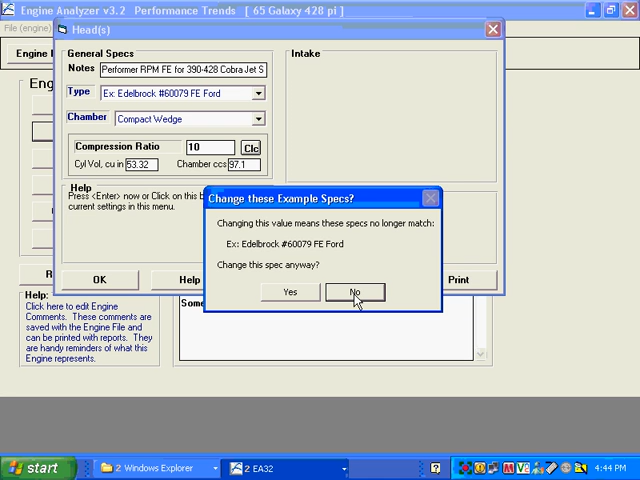 Engine Analyzer v3.2   Performance Trends   [ 65 Galaxy 428 pi ]
File (engine)
Head(s)
Engine
General Specs
Notes Performer RPM FE for 390-428 Cobra Jet S
Type Ex: Edelbrock #60079 FE Ford
Chamber Compact Wedge
Compression Ratio 10 Clc
Cyl Vol, cu in 53.32 Chamber ccs 97.1
Intake
Help
Press <Enter> now or Click on this
current settings in this menu.
OK Help Print
Change these Example Specs?
Changing this value means these specs no longer match:
Ex: Edelbrock #60079 FE Ford
Change this spec anyway?
Yes No
Help:
Click here to edit Engine
Comments. These comments are
saved with the Engine File and
can be printed with reports. They
are handy reminders of what this
Engine represents.
Some
start 2 Windows Explorer 2 EA32 4:44 PM